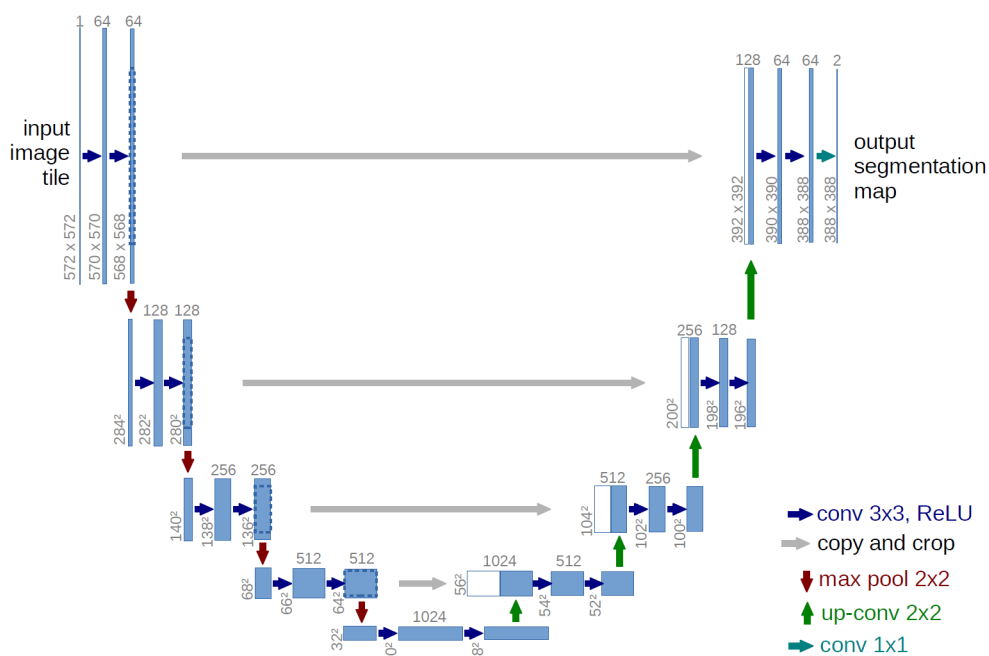 1 64 64
input
image
tile
572 x 572
570 x 570
568 x 568
128 64 64 2
output
segmentation
map
392 x 392
390 x 390
388 x 388
388 x 388
128 128
284²
282²
280²
256 128
200²
198²
196²
256 256
140²
138²
136²
512 256
104²
102²
100²
512 512
68²
66²
64²
1024 512
56²
54²
52²
1024
32²
0²
8²
conv 3x3, ReLU
copy and crop
max pool 2x2
up-conv 2x2
conv 1x1